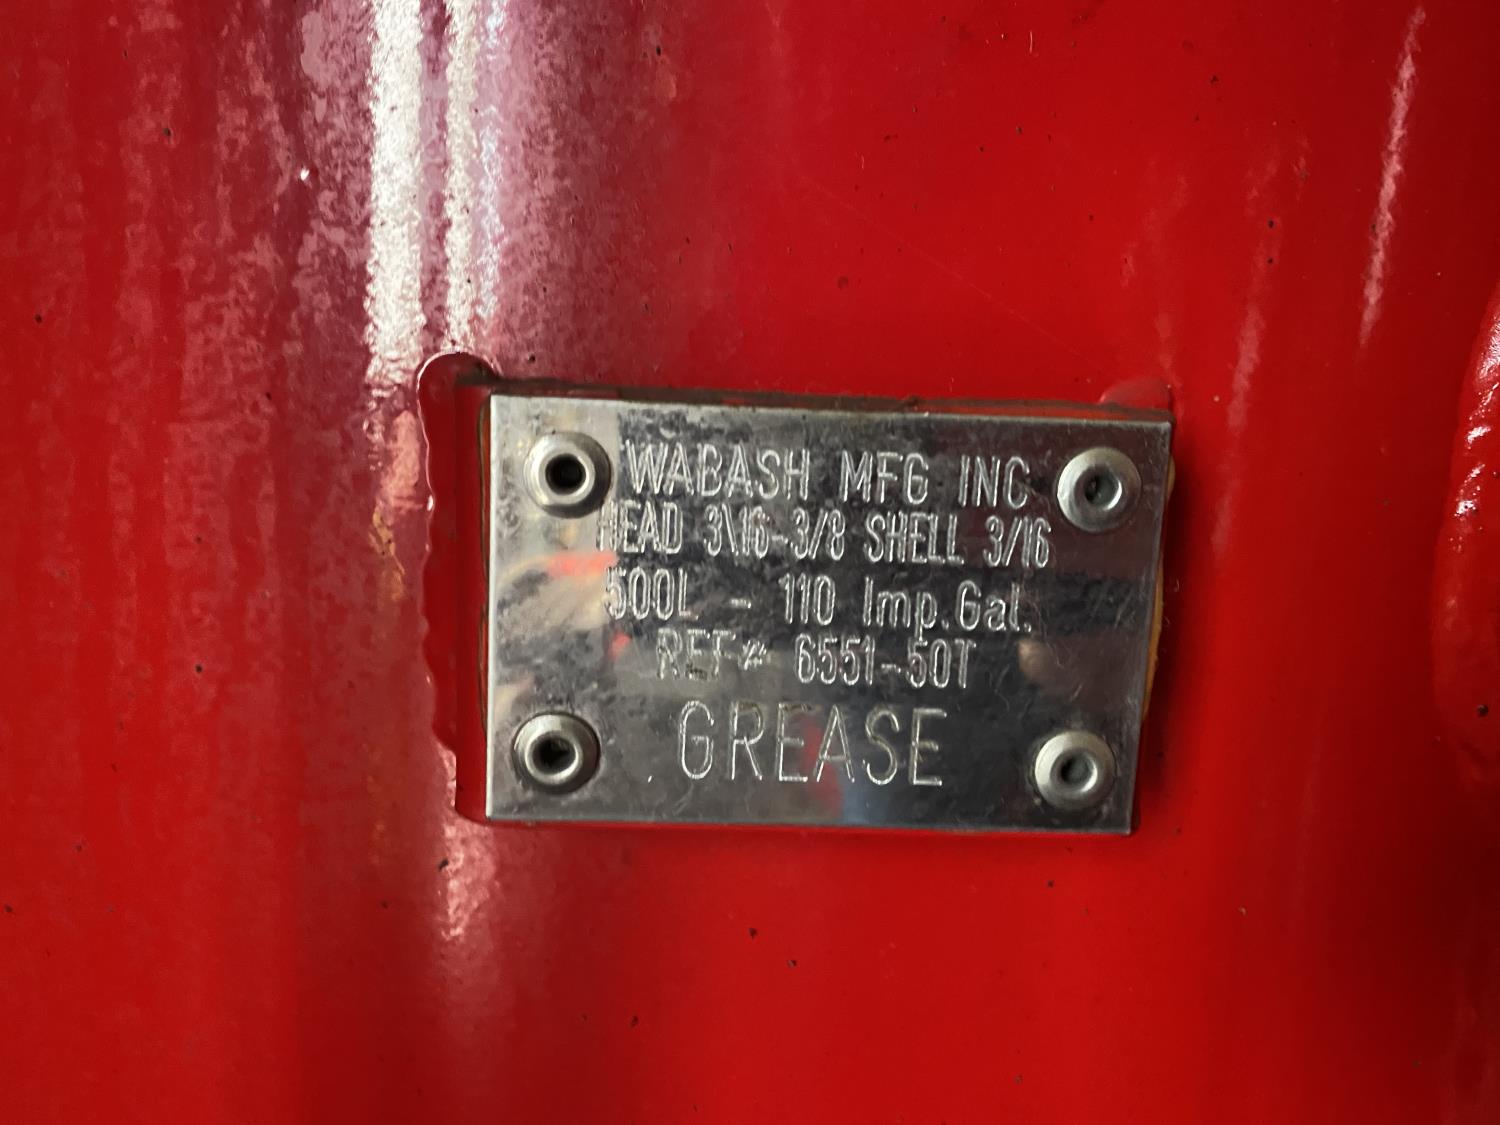 WABASH MFG INC
HEAD 3\16-3/8 SHELL 3/16
500L - 110 Imp.Gal.
REF# 6551-50T
GREASE